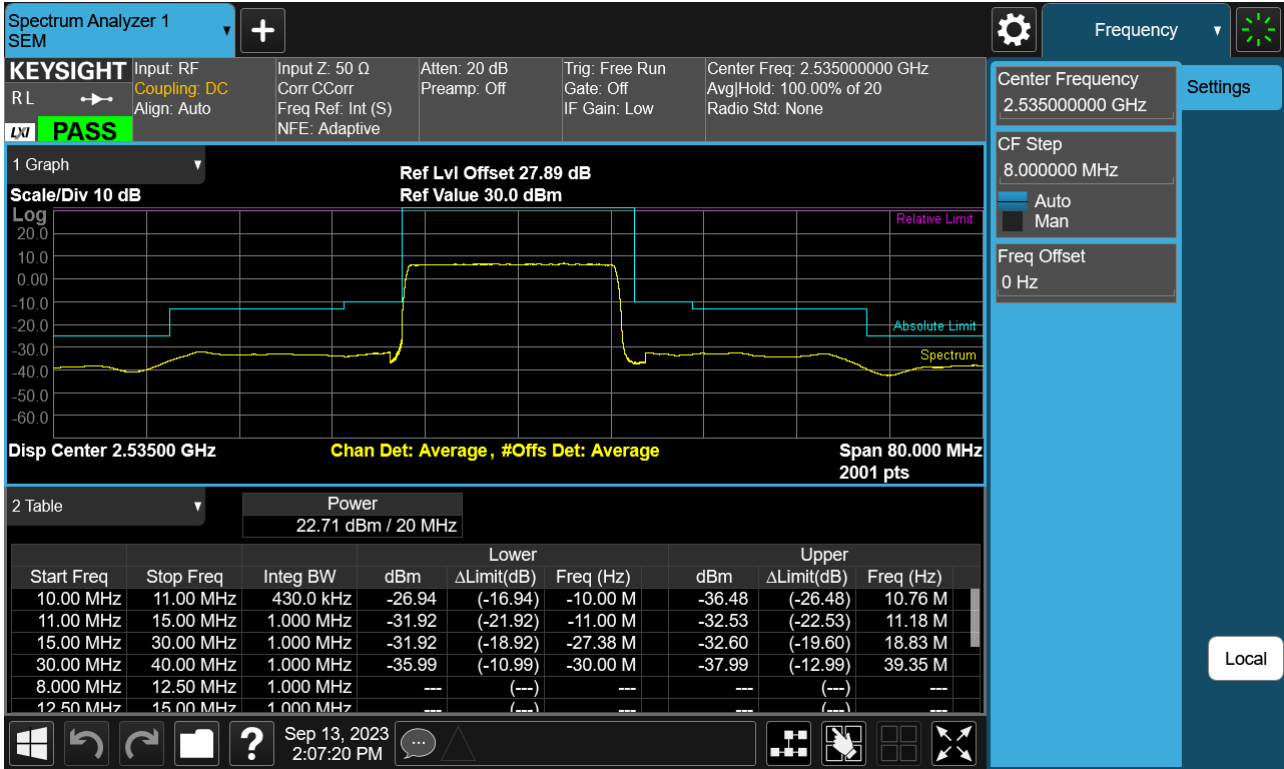 Spectrum Analyzer 1
SEM
Frequency
KEYSIGHT
R L
LXI
PASS
Input: RF
Coupling: DC
Align: Auto
Input Z: 50 Ω
Corr CCorr
Freq Ref: Int (S)
NFE: Adaptive
Atten: 20 dB
Preamp: Off
Trig: Free Run
Gate: Off
IF Gain: Low
Center Freq: 2.535000000 GHz
Avg|Hold: 100.00% of 20
Radio Std: None
Center Frequency
2.535000000 GHz
Settings
CF Step
8.000000 MHz
Auto
Man
Freq Offset
0 Hz
1 Graph
Scale/Div 10 dB
Ref Lvl Offset 27.89 dB
Ref Value 30.0 dBm
Log
20.0
10.0
0.00
-10.0
-20.0
-30.0
-40.0
-50.0
-60.0
Relative Limit
Absolute Limit
Spectrum
Disp Center 2.53500 GHz
Chan Det: Average , #Offs Det: Average
Span 80.000 MHz
2001 pts
2 Table
Power
22.71 dBm / 20 MHz
Lower Upper
Start Freq Stop Freq Integ BW dBm ΔLimit(dB) Freq (Hz) dBm ΔLimit(dB) Freq (Hz)
10.00 MHz 11.00 MHz 430.0 kHz -26.94 (-16.94) -10.00 M -36.48 (-26.48) 10.76 M
11.00 MHz 15.00 MHz 1.000 MHz -31.92 (-21.92) -11.00 M -32.53 (-22.53) 11.18 M
15.00 MHz 30.00 MHz 1.000 MHz -31.92 (-18.92) -27.38 M -32.60 (-19.60) 18.83 M
30.00 MHz 40.00 MHz 1.000 MHz -35.99 (-10.99) -30.00 M -37.99 (-12.99) 39.35 M
8.000 MHz 12.50 MHz 1.000 MHz --- (---) --- --- (---) ---
12.50 MHz 15.00 MHz 1.000 MHz --- (---) --- --- (---) ---
Local
?
Sep 13, 2023
2:07:20 PM